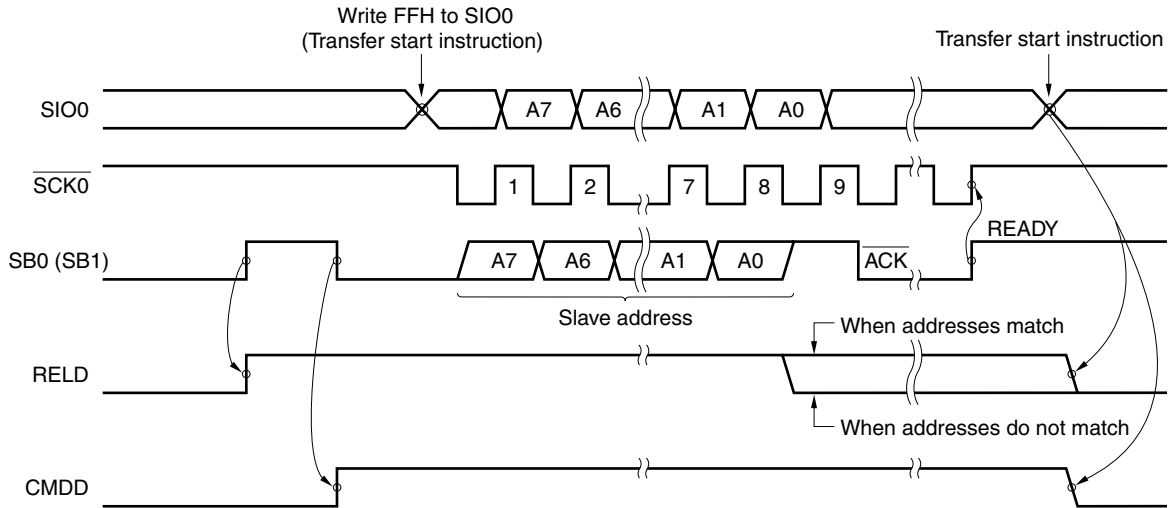 Write FFH to SIO0
(Transfer start instruction)
Transfer start instruction
SIO0
A7
A6
A1
A0
SCK0
1
2
7
8
9
READY
SB0 (SB1)
A7
A6
A1
A0
ACK
Slave address
When addresses match
RELD
When addresses do not match
CMDD